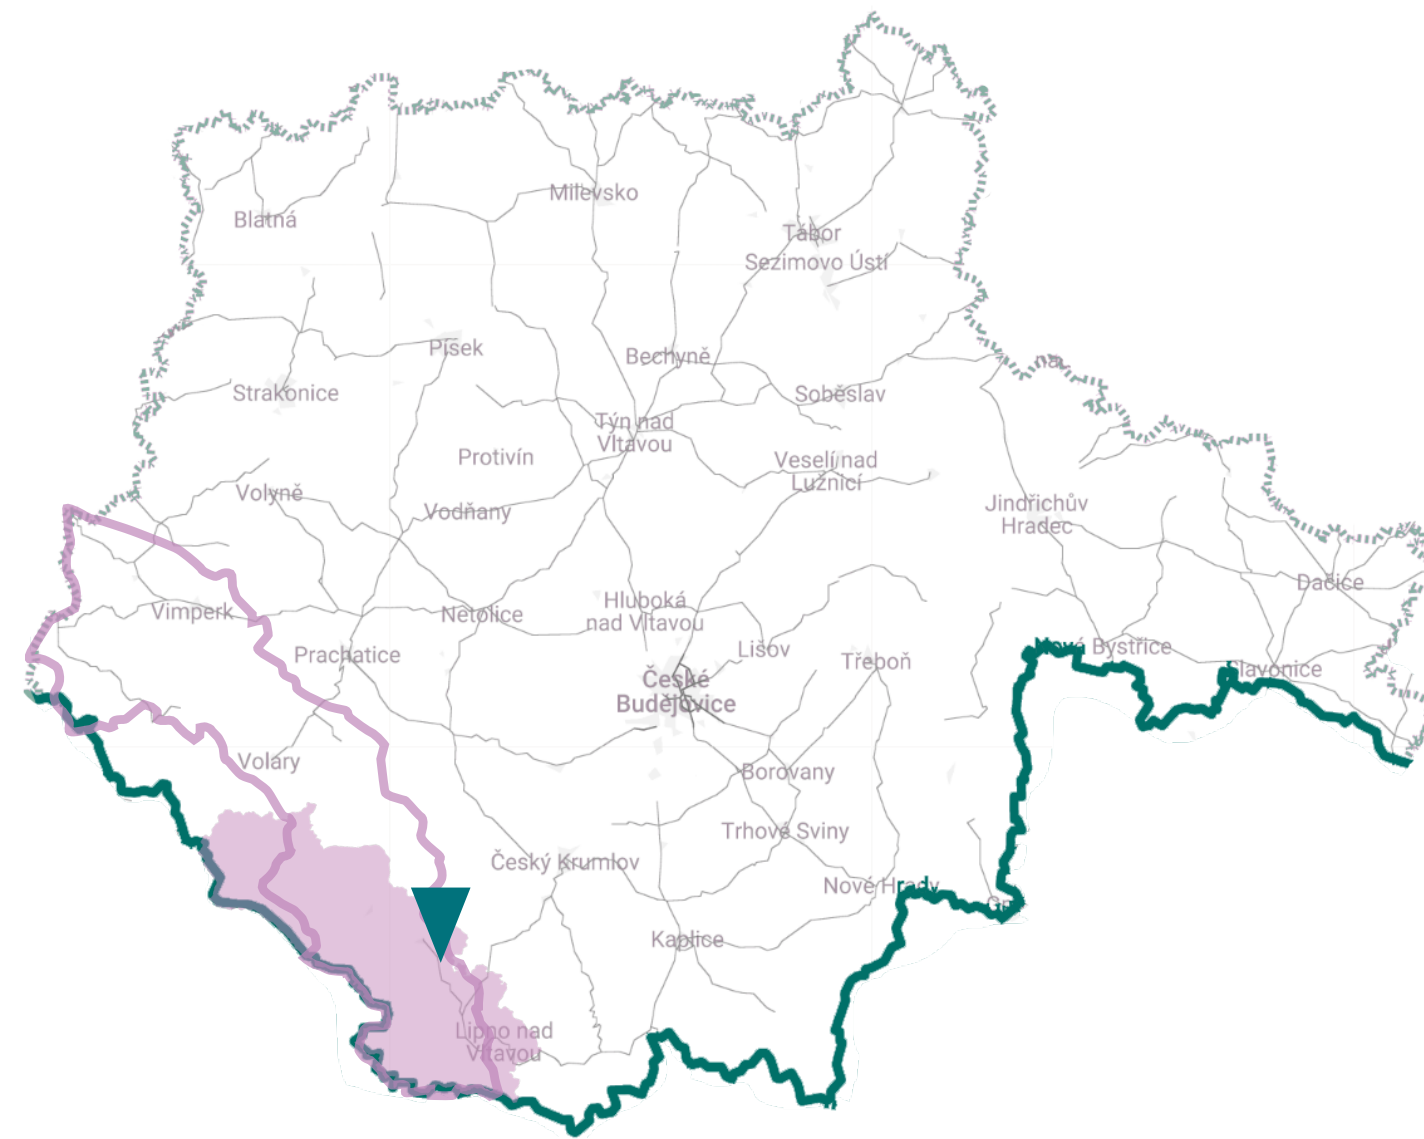 Milevsko
Blatná
Tábor
Sezimovo Ústí
Písek
Bechyně
na
Strakonice
Soběslav
Týn nad
Vltavou
Protivín
Veselí nad
Lužnicí
Volyně
Vodňany
Jindřichův
Hradec
Dačice
Vimperk
Netolice
Hluboká
nad Vltavou
Prachatice
Lišov
Třeboň
Nová Bystřice
Slavonice
České
Budějovice
Volary
Borovany
Trhové Sviny
Český Krumlov
Nové Hrady
Kaplice
Lipno nad
Vltavou